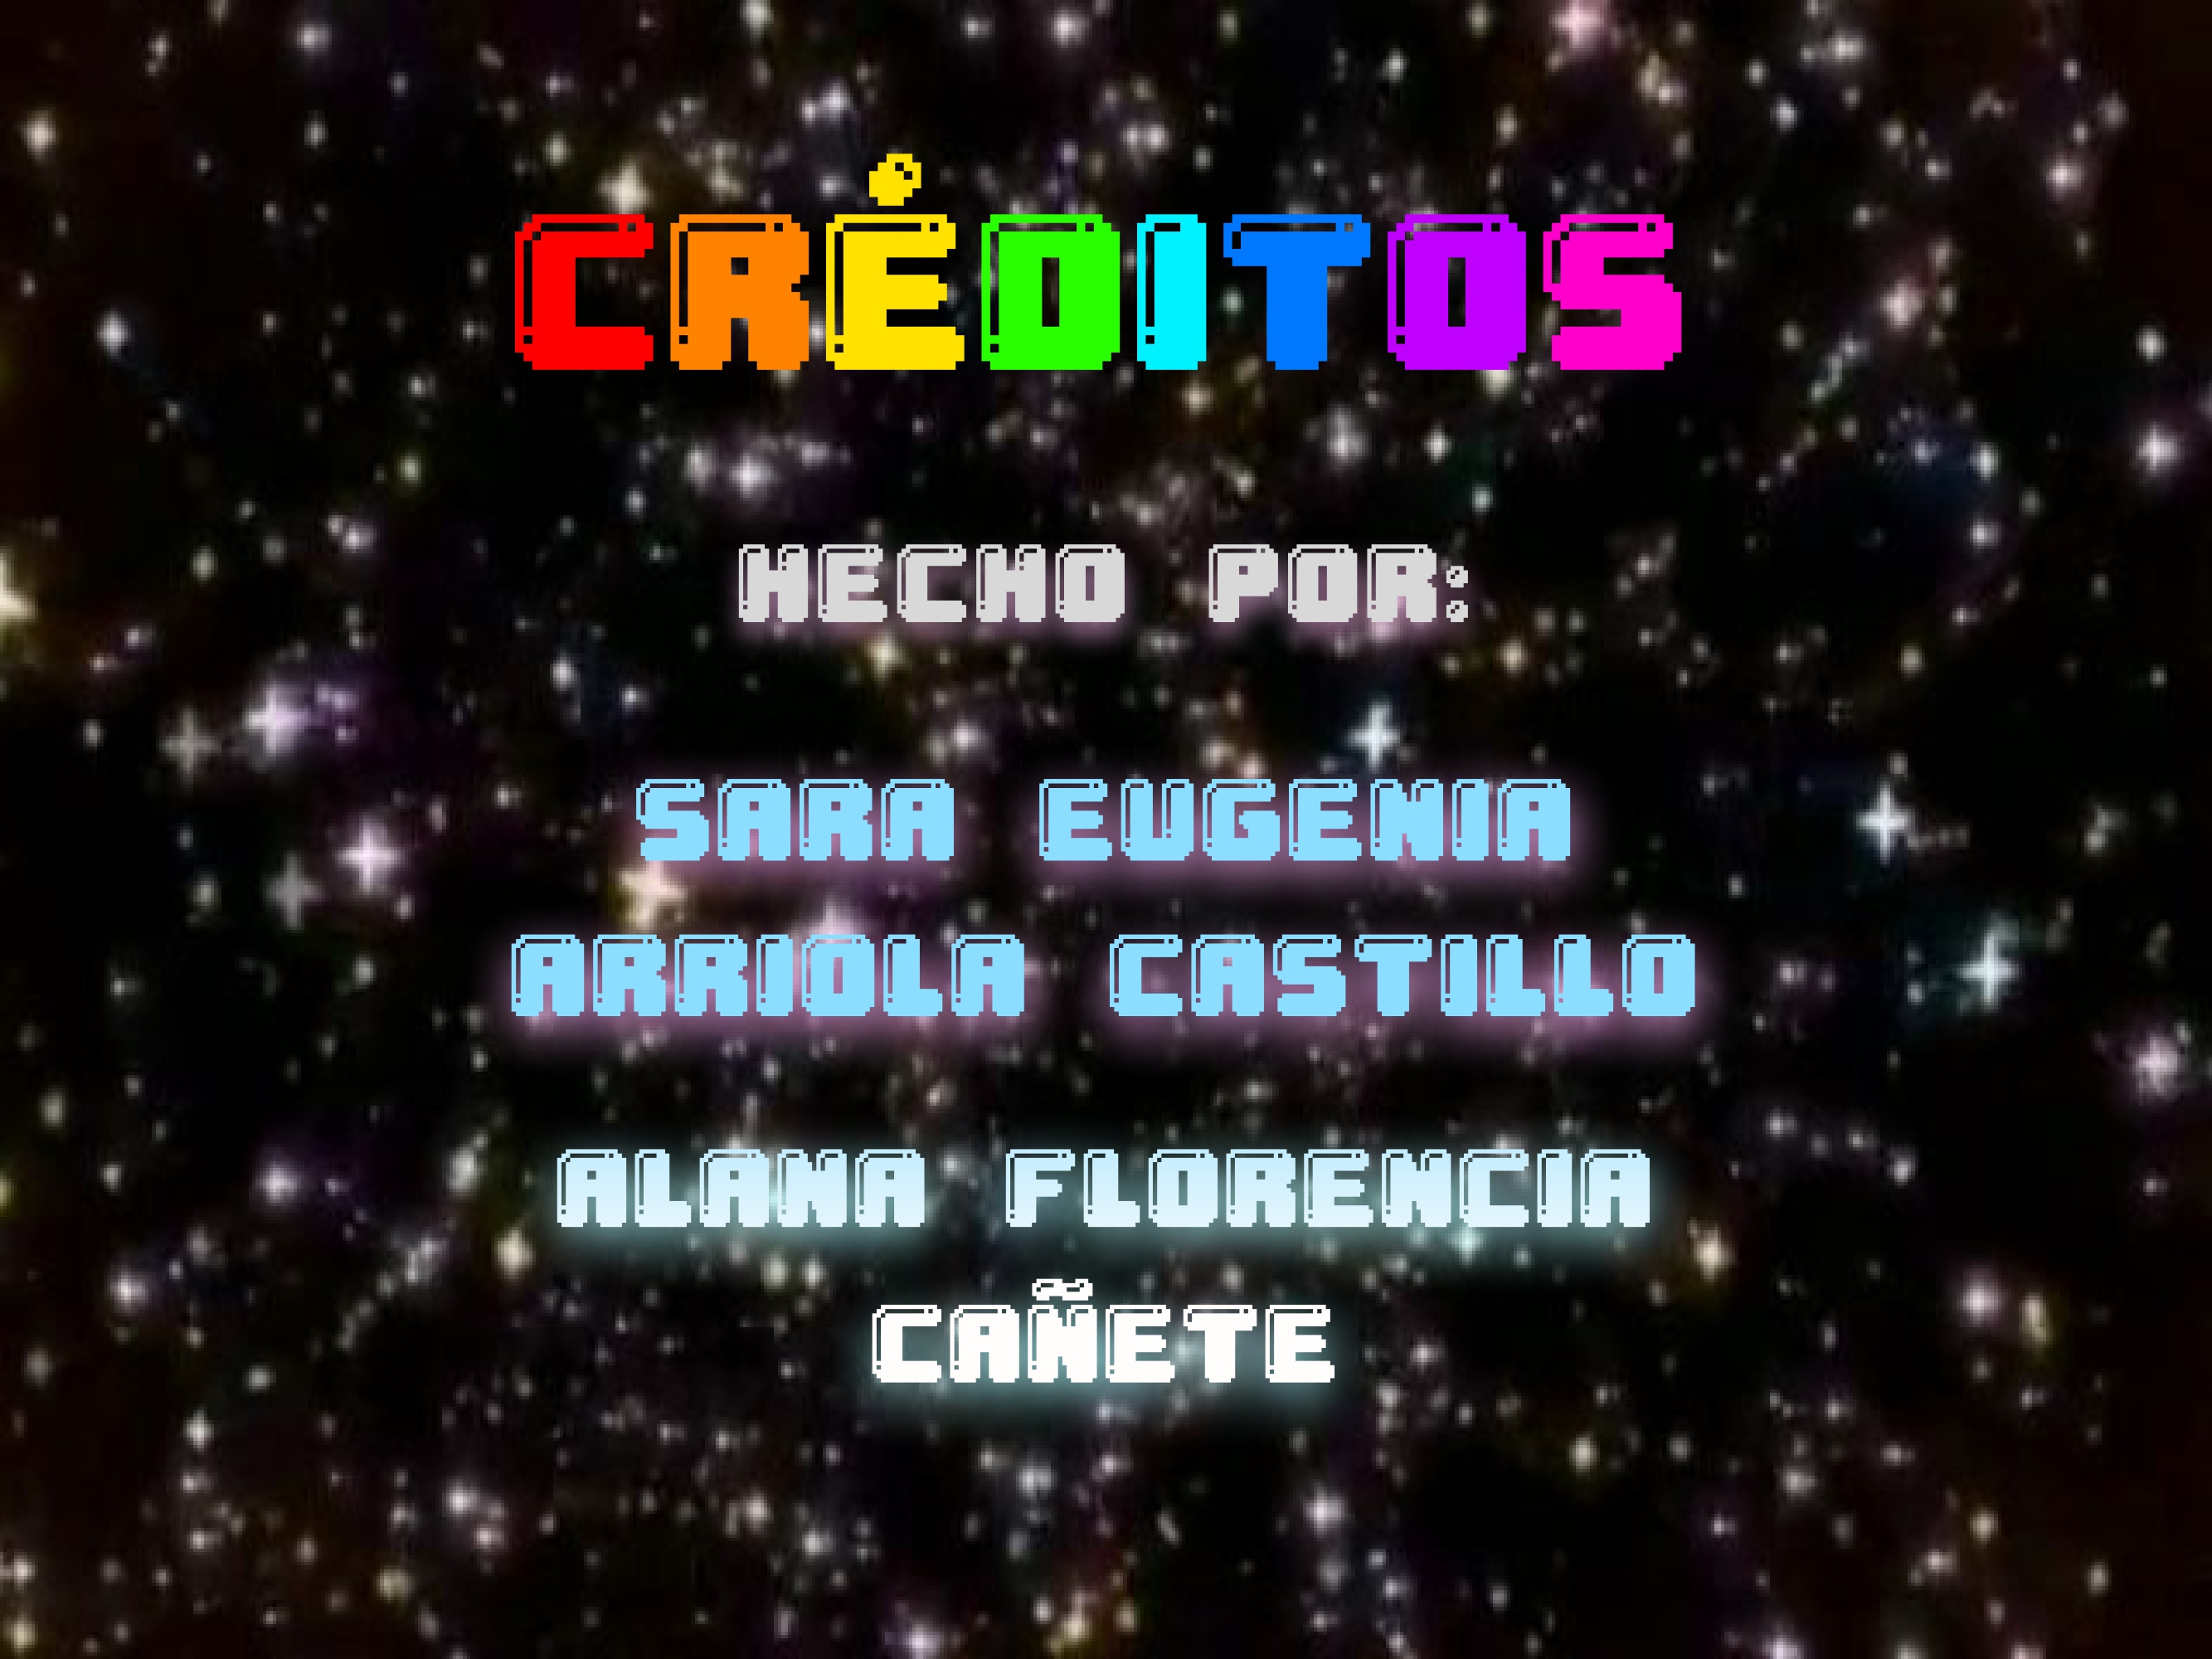 CRÉDITOS
HECHO POR:
SARA EUGENIA
ARRIOLA CASTILLO
ALANA FLORENCIA
CAÑETE